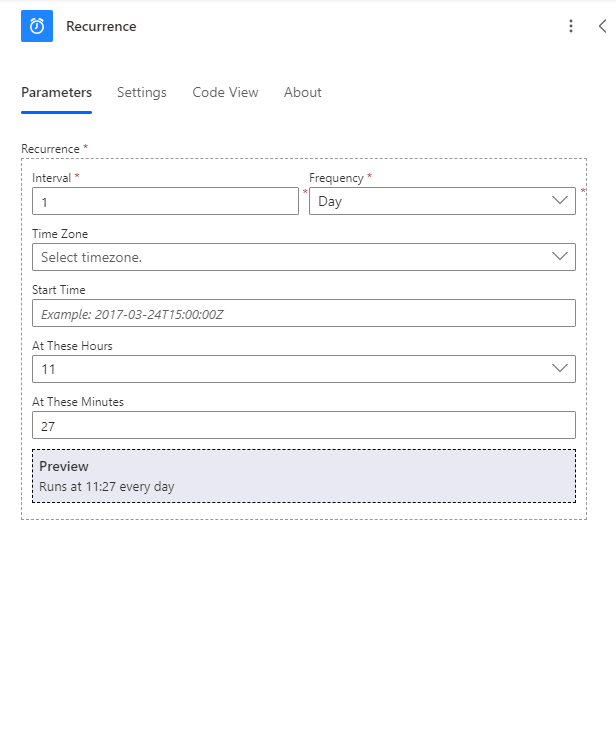 Recurrence
Parameters Settings Code View About
Recurrence *
Interval * Frequency *
1 * Day *
Time Zone
Select timezone.
Start Time
Example: 2017-03-24T15:00:00Z
At These Hours
11
At These Minutes
27
Preview
Runs at 11:27 every day